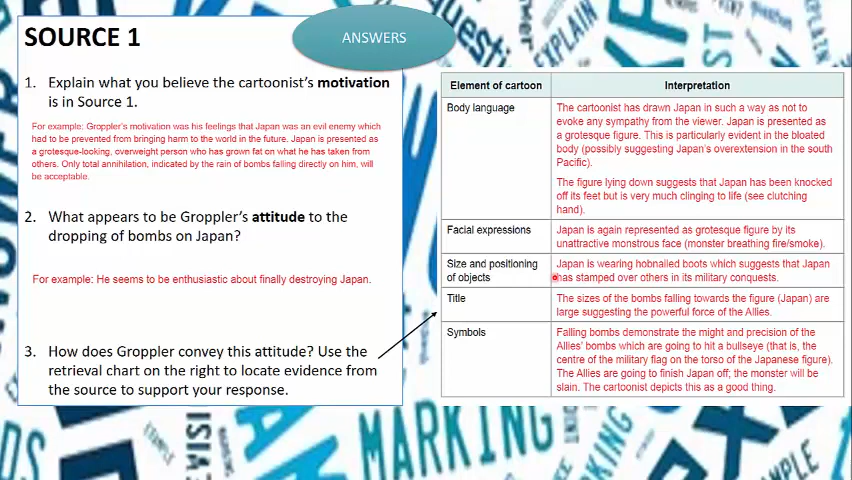 SOURCE 1
ANSWERS
1. Explain what you believe the cartoonist's motivation
is in Source 1.
For example: Groppler's motivation was his feelings that Japan was an evil enemy which
had to be prevented from bringing harm to the world in the future. Japan is presented as
a grotesque-looking, overweight person who has grown fat on what he has taken from
others. Only total annihilation, indicated by the rain of bombs falling directly on him, will
be acceptable.
2. What appears to be Groppler's attitude to the
dropping of bombs on Japan?
For example: He seems to be enthusiastic about finally destroying Japan.
3. How does Groppler convey this attitude? Use the
retrieval chart on the right to locate evidence from
the source to support your response.
Element of cartoon
Interpretation
Body language
The cartoonist has drawn Japan in such a way as not to
evoke any sympathy from the viewer. Japan is presented
as a grotesque figure. This is particularly evident in the bloated
body (possibly suggesting Japan's overextension in the south
Pacific).
The figure lying down suggests that Japan has been knocked
off its feet but is very much clinging to life (see clutching
hand).
Facial expressions
Japan is again represented as grotesque figure by its
unattractive monstrous face (monster breathing fire/smoke).
Size and positioning
of objects
Japan is wearing hobnailed boots which suggests that Japan
has stamped over others in its military conquests.
Title
The sizes of the bombs falling towards the figure (Japan) are
large suggesting the powerful force of the Allies.
Symbols
Falling bombs demonstrate the might and precision of the
Allies' bombs which are going to hit a bullseye (that is, the
centre of the military flag on the torso of the Japanese figure).
The Allies are going to finish Japan off; the monster will be
slain. The cartoonist depicts this as a good thing.
EXPLAIN
MARKING
EXAMPLE